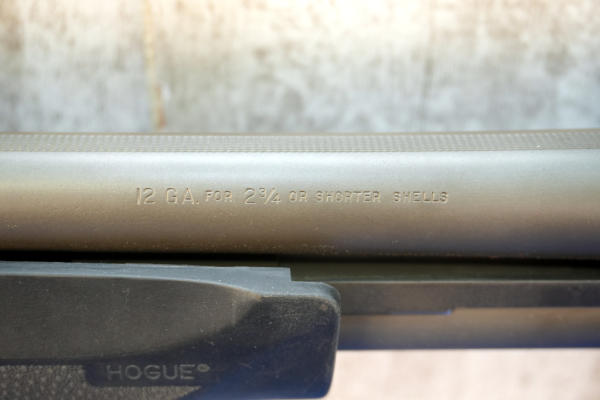 12 GA. FOR 2¾ OR SHORTER SHELLS
HOGUE®